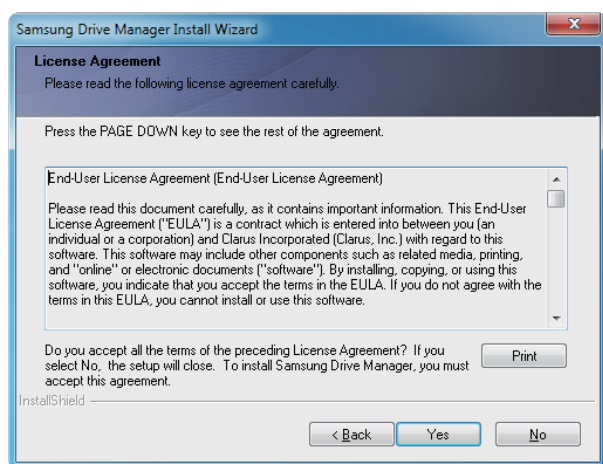 Samsung Drive Manager Install Wizard
License Agreement
Please read the following license agreement carefully.
Press the PAGE DOWN key to see the rest of the agreement.
End-User License Agreement (End-User License Agreement)
Please read this document carefully, as it contains important information. This End-User
License Agreement ("EULA") is a contract which is entered into between you (an
individual or a corporation) and Clarus Incorporated (Clarus, Inc.) with regard to this
software. This software may include other components such as related media, printing,
and "online" or electronic documents ("software"). By installing, copying, or using this
software, you indicate that you accept the terms in the EULA. If you do not agree with the
terms in this EULA, you cannot install or use this software.
Do you accept all the terms of the preceding License Agreement? If you
select No, the setup will close. To install Samsung Drive Manager, you must
accept this agreement.
Print
InstallShield
< Back
Yes
No